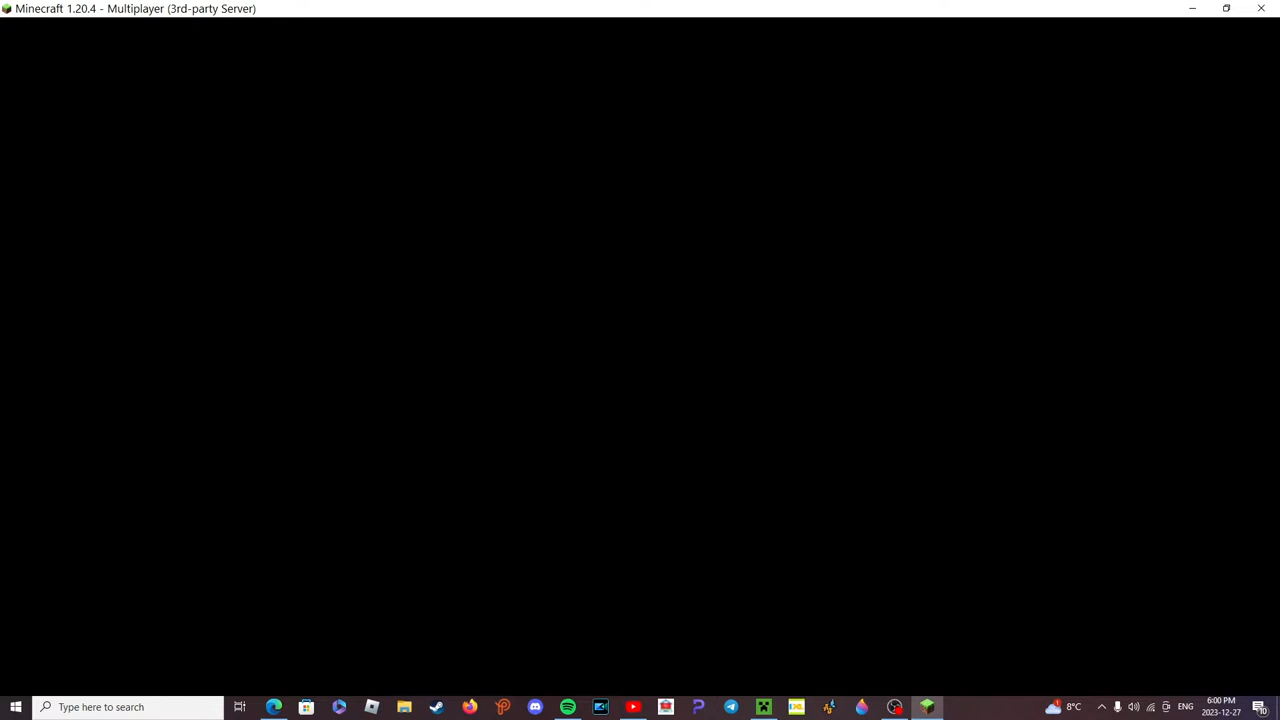 Minecraft 1.20.4 - Multiplayer (3rd-party Server)
Type here to search
8°C
ENG
6:00 PM
2023-12-27